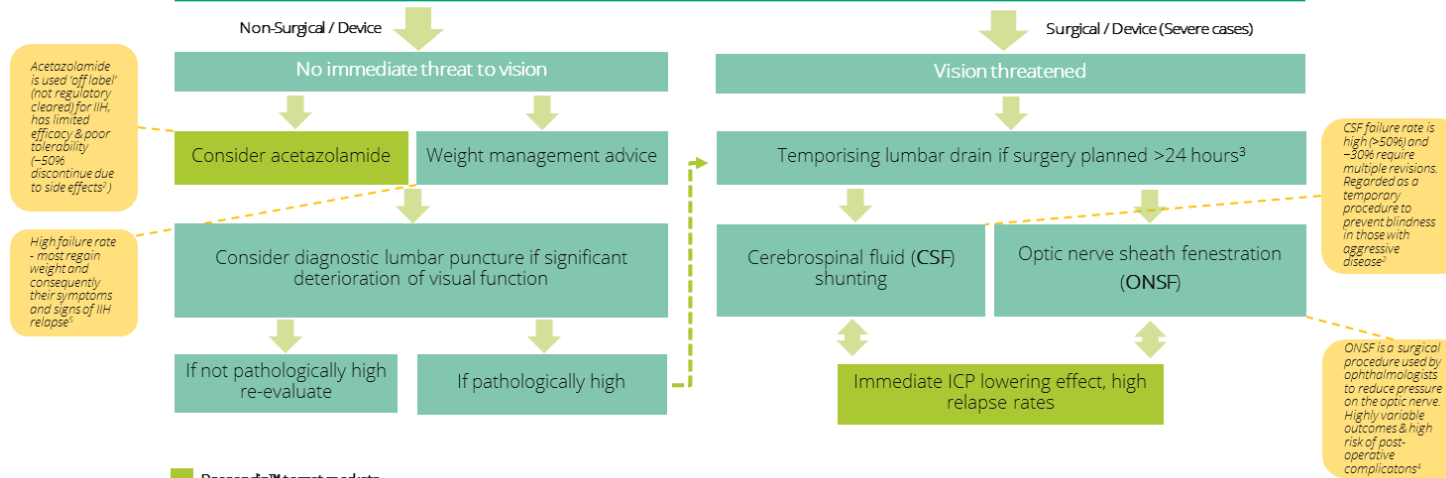 Non-Surgical / Device
Surgical / Device (Severe cases)
Acetazolamide
is used 'off label'
(not regulatory
cleared) for IIH,
has limited
efficacy & poor
tolerability
(~50%
discontinue due
to side effects²)
No immediate threat to vision
Vision threatened
Consider acetazolamide
Weight management advice
Temporising lumbar drain if surgery planned >24 hours³
CSF failure rate is
high (>50%) and
~30% require
multiple revisions.
Regarded as a
temporary
procedure to
prevent blindness
in those with
aggressive
disease²
High failure rate
- most regain
weight and
consequently
their symptoms
and signs of IIH
relapse⁵
Consider diagnostic lumbar puncture if significant
deterioration of visual function
Cerebrospinal fluid (CSF)
shunting
Optic nerve sheath fenestration
(ONSF)
If not pathologically high
re-evaluate
If pathologically high
Immediate ICP lowering effect, high
relapse rates
ONSF is a surgical
procedure used by
ophthalmologists
to reduce pressure
on the optic nerve.
Highly variable
outcomes & high
risk of post-
operative
complicatons⁴
target markets